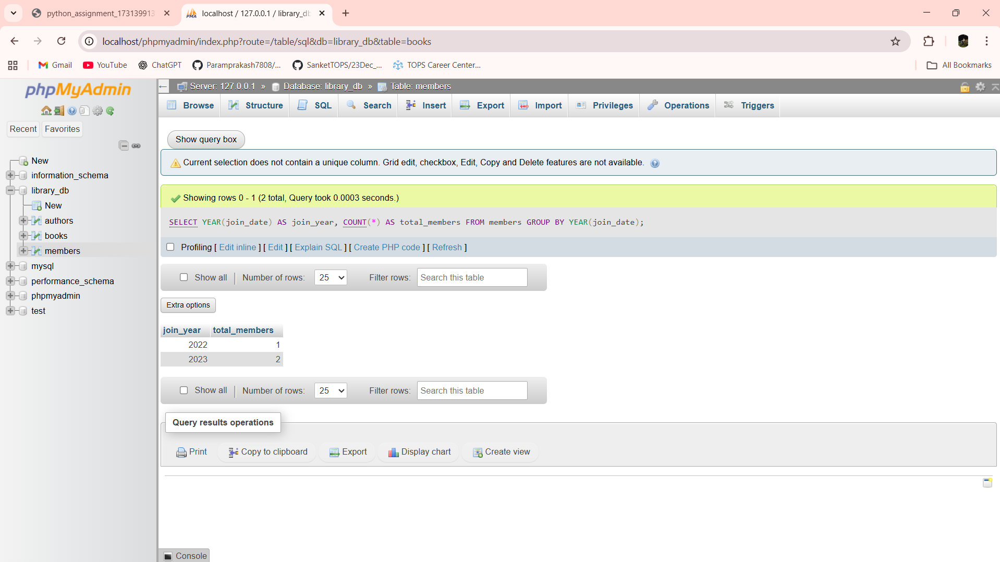 python_assignment_173139913
localhost / 127.0.0.1 / library_db
localhost/phpmyadmin/index.php?route=/table/sql&db=library_db&table=books
Gmail YouTube ChatGPT Paramprakash7808/... SanketTOPS/23Dec_... TOPS Career Center... All Bookmarks
phpMyAdmin
Recent Favorites
New
information_schema
library_db
New
authors
books
members
mysql
performance_schema
phpmyadmin
test
Server: 127.0.0.1 » Database: library_db » Table: members
Browse Structure SQL Search Insert Export Import Privileges Operations Triggers
Show query box
Current selection does not contain a unique column. Grid edit, checkbox, Edit, Copy and Delete features are not available.
Showing rows 0 - 1 (2 total, Query took 0.0003 seconds.)
SELECT YEAR(join_date) AS join_year, COUNT(*) AS total_members FROM members GROUP BY YEAR(join_date);
Profiling [ Edit inline ] [ Edit ] [ Explain SQL ] [ Create PHP code ] [ Refresh ]
Show all | Number of rows: 25 Filter rows: Search this table
Extra options
join_year total_members
2022 1
2023 2
Show all | Number of rows: 25 Filter rows: Search this table
Query results operations
Print Copy to clipboard Export Display chart Create view
Console